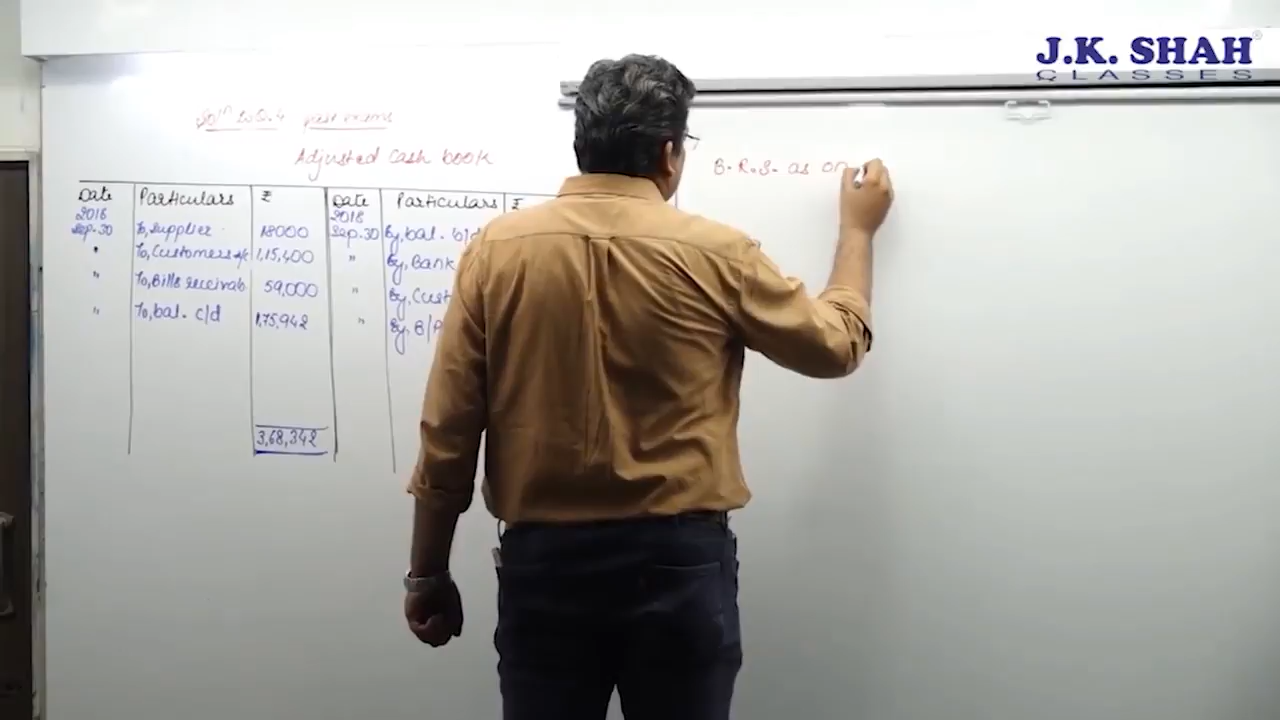 J.K. SHAH
CLASSES
Soln to Q.4 past exams
Adjusted Cash book
B.R.S. as on
Date Particulars ₹ Date Particulars ₹
2018 2018
Sep.30 To, Supplier 18000 Sep.30 By, bal. b/d
" To, Customers a/c 1,15,400 " By, Bank
" To, Bills receivab 59,000 " By, Cust
" To, bal. c/d 1,75,942 " By, B/
3,68,342